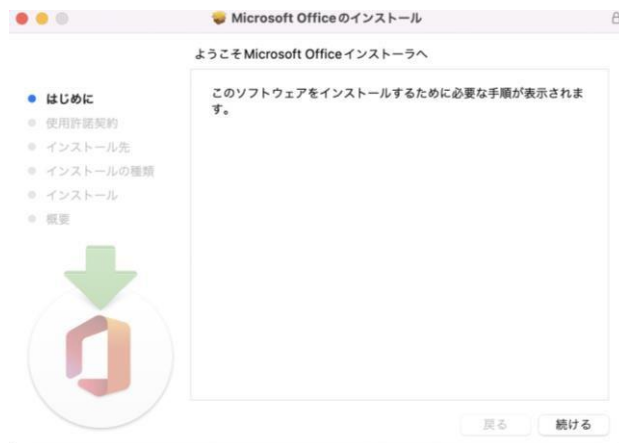 Microsoft Officeのインストール
ようこそMicrosoft Officeインストーラへ
はじめに
使用許諾契約
インストール先
インストールの種類
インストール
概要
このソフトウェアをインストールするために必要な手順が表示されま
す。
戻る
続ける